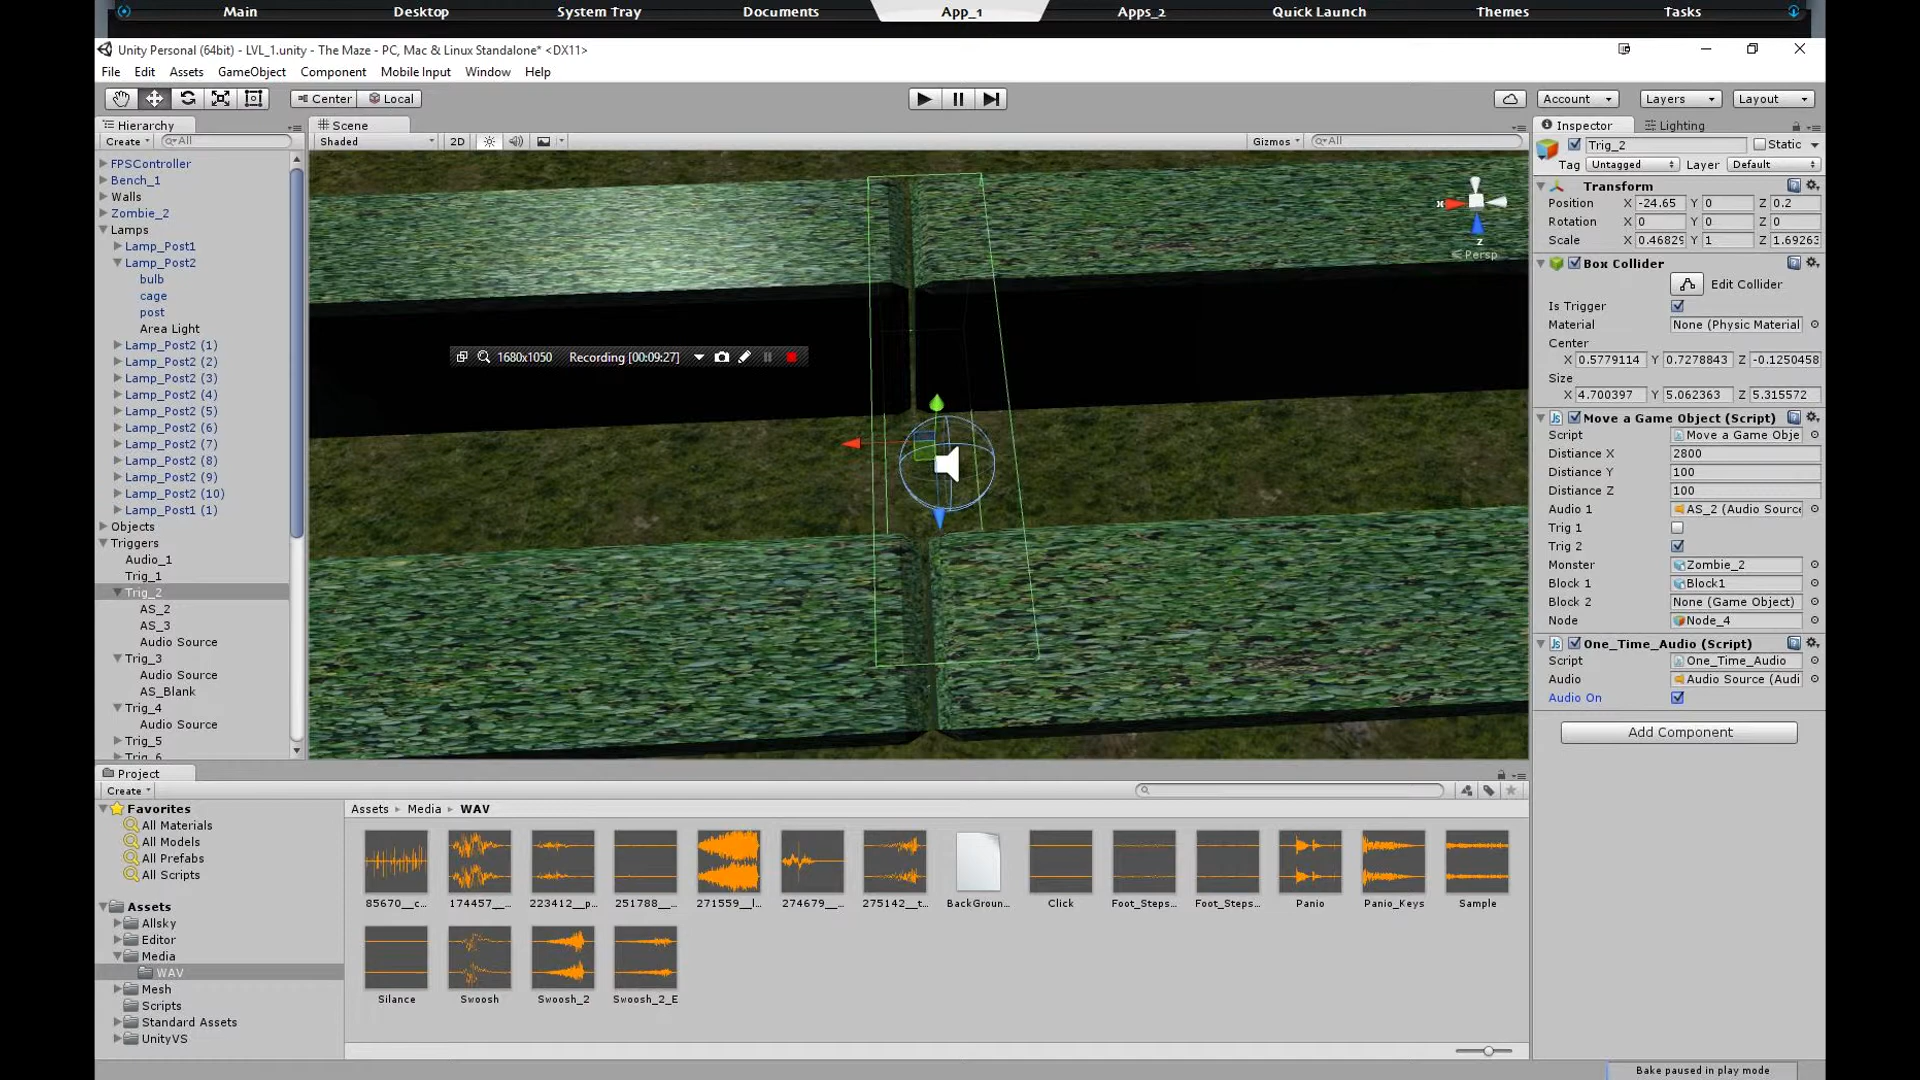 Main Desktop System Tray Documents App_1 Apps_2 Quick Launch Themes Tasks
Unity Personal (64bit) - LVL_1.unity - The Maze - PC, Mac & Linux Standalone* <DX11>
File Edit Assets GameObject Component Mobile Input Window Help
Center Local Account Layers Layout
Hierarchy
Create All
FPSController
Bench_1
Walls
Zombie_2
Lamps
Lamp_Post1
Lamp_Post2
bulb
cage
post
Area Light
Lamp_Post2 (1)
Lamp_Post2 (2)
Lamp_Post2 (3)
Lamp_Post2 (4)
Lamp_Post2 (5)
Lamp_Post2 (6)
Lamp_Post2 (7)
Lamp_Post2 (8)
Lamp_Post2 (9)
Lamp_Post2 (10)
Lamp_Post1 (1)
Objects
Triggers
Audio_1
Trig_1
Trig_2
AS_2
AS_3
Audio Source
Trig_3
Audio Source
AS_Blank
Trig_4
Audio Source
Trig_5
Trig_6
Scene
Shaded 2D Gizmos All
x
z
Persp
1680x1050 Recording [00:09:27]
Inspector Lighting
Trig_2 Static
Tag Untagged Layer Default
Transform
Position X -24.65 Y 0 Z 0.2
Rotation X 0 Y 0 Z 0
Scale X 0.46829 Y 1 Z 1.69263
Box Collider
Edit Collider
Is Trigger
Material None (Physic Material
Center
X 0.5779114 Y 0.7278843 Z -0.1250458
Size
X 4.700397 Y 5.062363 Z 5.315572
Move a Game Object (Script)
Script Move a Game Obje
Distance X 2800
Distance Y 100
Distance Z 100
Audio 1 AS_2 (Audio Source
Trig 1
Trig 2
Monster Zombie_2
Block 1 Block1
Block 2 None (Game Object)
Node Node_4
One_Time_Audio (Script)
Script One_Time_Audio
Audio Audio Source (Audi
Audio On
Add Component
Project
Create
Favorites
All Materials
All Models
All Prefabs
All Scripts
Assets
Allsky
Editor
Media
WAV
Mesh
Scripts
Standard Assets
UnityVS
Assets Media WAV
85670__c... 174457__... 223412__p... 251788__... 271559__l... 274679__... 275142__t... BackGroun... Click Foot_Steps... Foot_Steps... Panio Panio_Keys Sample
Silance Swoosh Swoosh_2 Swoosh_2_E
Bake paused in play mode